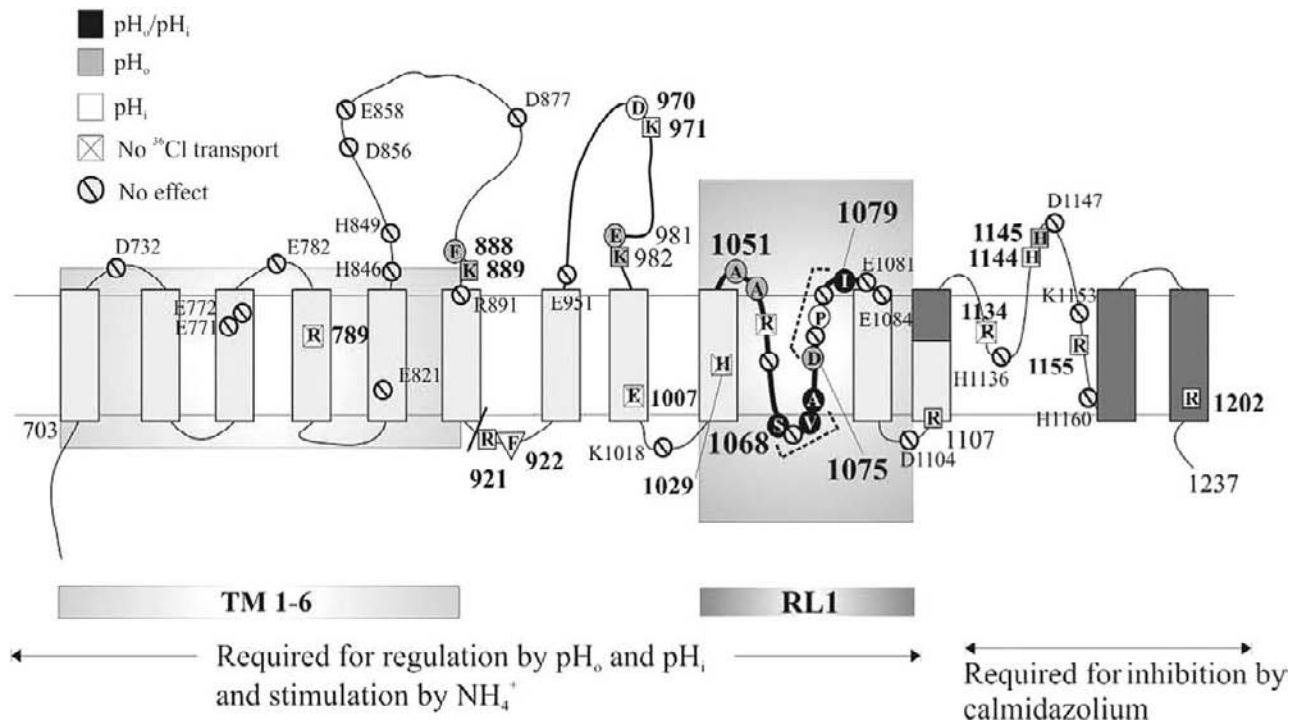 pHₒ/pHᵢ
pHₒ
pHᵢ
No ³⁶Cl transport
No effect
E858
D856
D877
H849
H846
D732
E782
E772
E771
R 789
E821
E 888
K 889
R891
703
R
F
921
922
D 970
K 971
E 981
K 982
E951
E 1007
K1018
1029
H
1051
A
A
R
S
1068
V
A
D
1075
P
I
1079
E1081
E1084
D1104
R
1107
1134
R
H1136
1145 H
1144 H
D1147
K1153
R
1155
H1160
R 1202
1237
TM 1-6
RL1
Required for regulation by pHₒ and pHᵢ
and stimulation by NH₄⁺
Required for inhibition by
calmidazolium